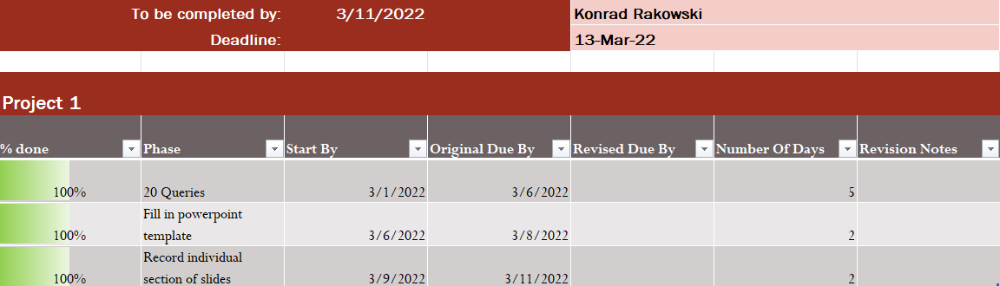 To be completed by: 3/11/2022 Konrad Rakowski
Deadline: 13-Mar-22
Project 1
% done Phase Start By Original Due By Revised Due By Number Of Days Revision Notes
100% 20 Queries 3/1/2022 3/6/2022 5
Fill in powerpoint
100% template 3/6/2022 3/8/2022 2
Record individual
100% section of slides 3/9/2022 3/11/2022 2